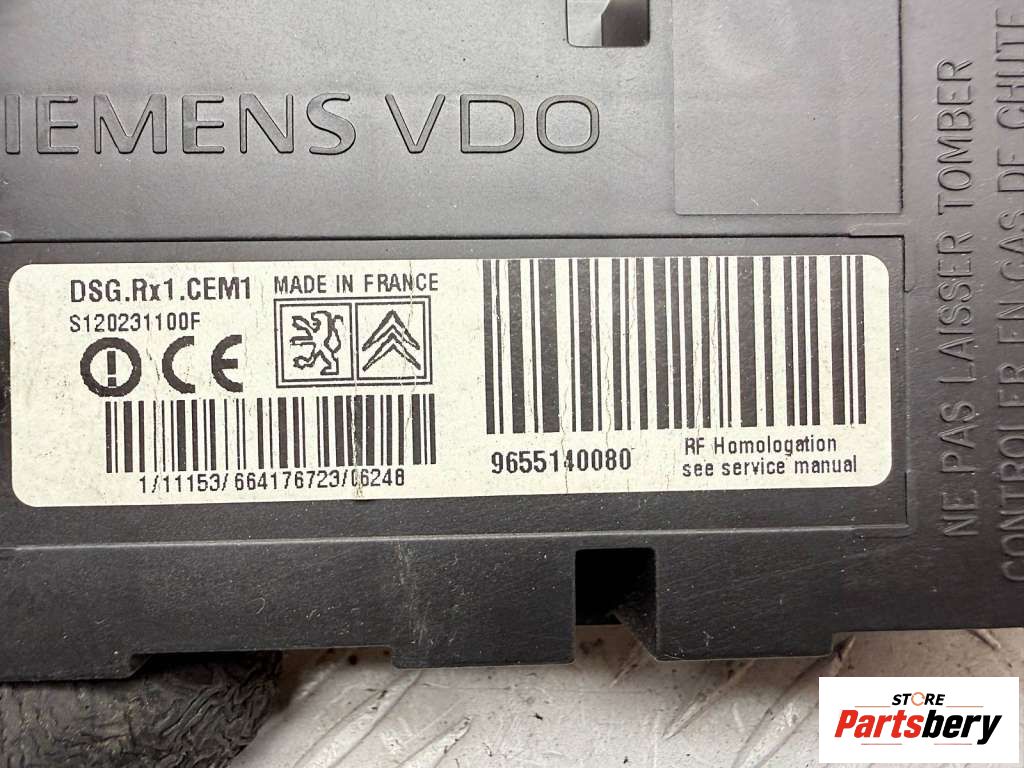 IEMENS VDO
DSG.Rx1.CEM1 MADE IN FRANCE
S120231100F
CE
1/11153/664176723/06248
9655140080
RF Homologation
see service manual
NE PAS LAISSER TOMBER
CONTROLER EN CAS DE CHUTE
STORE
Partsbery